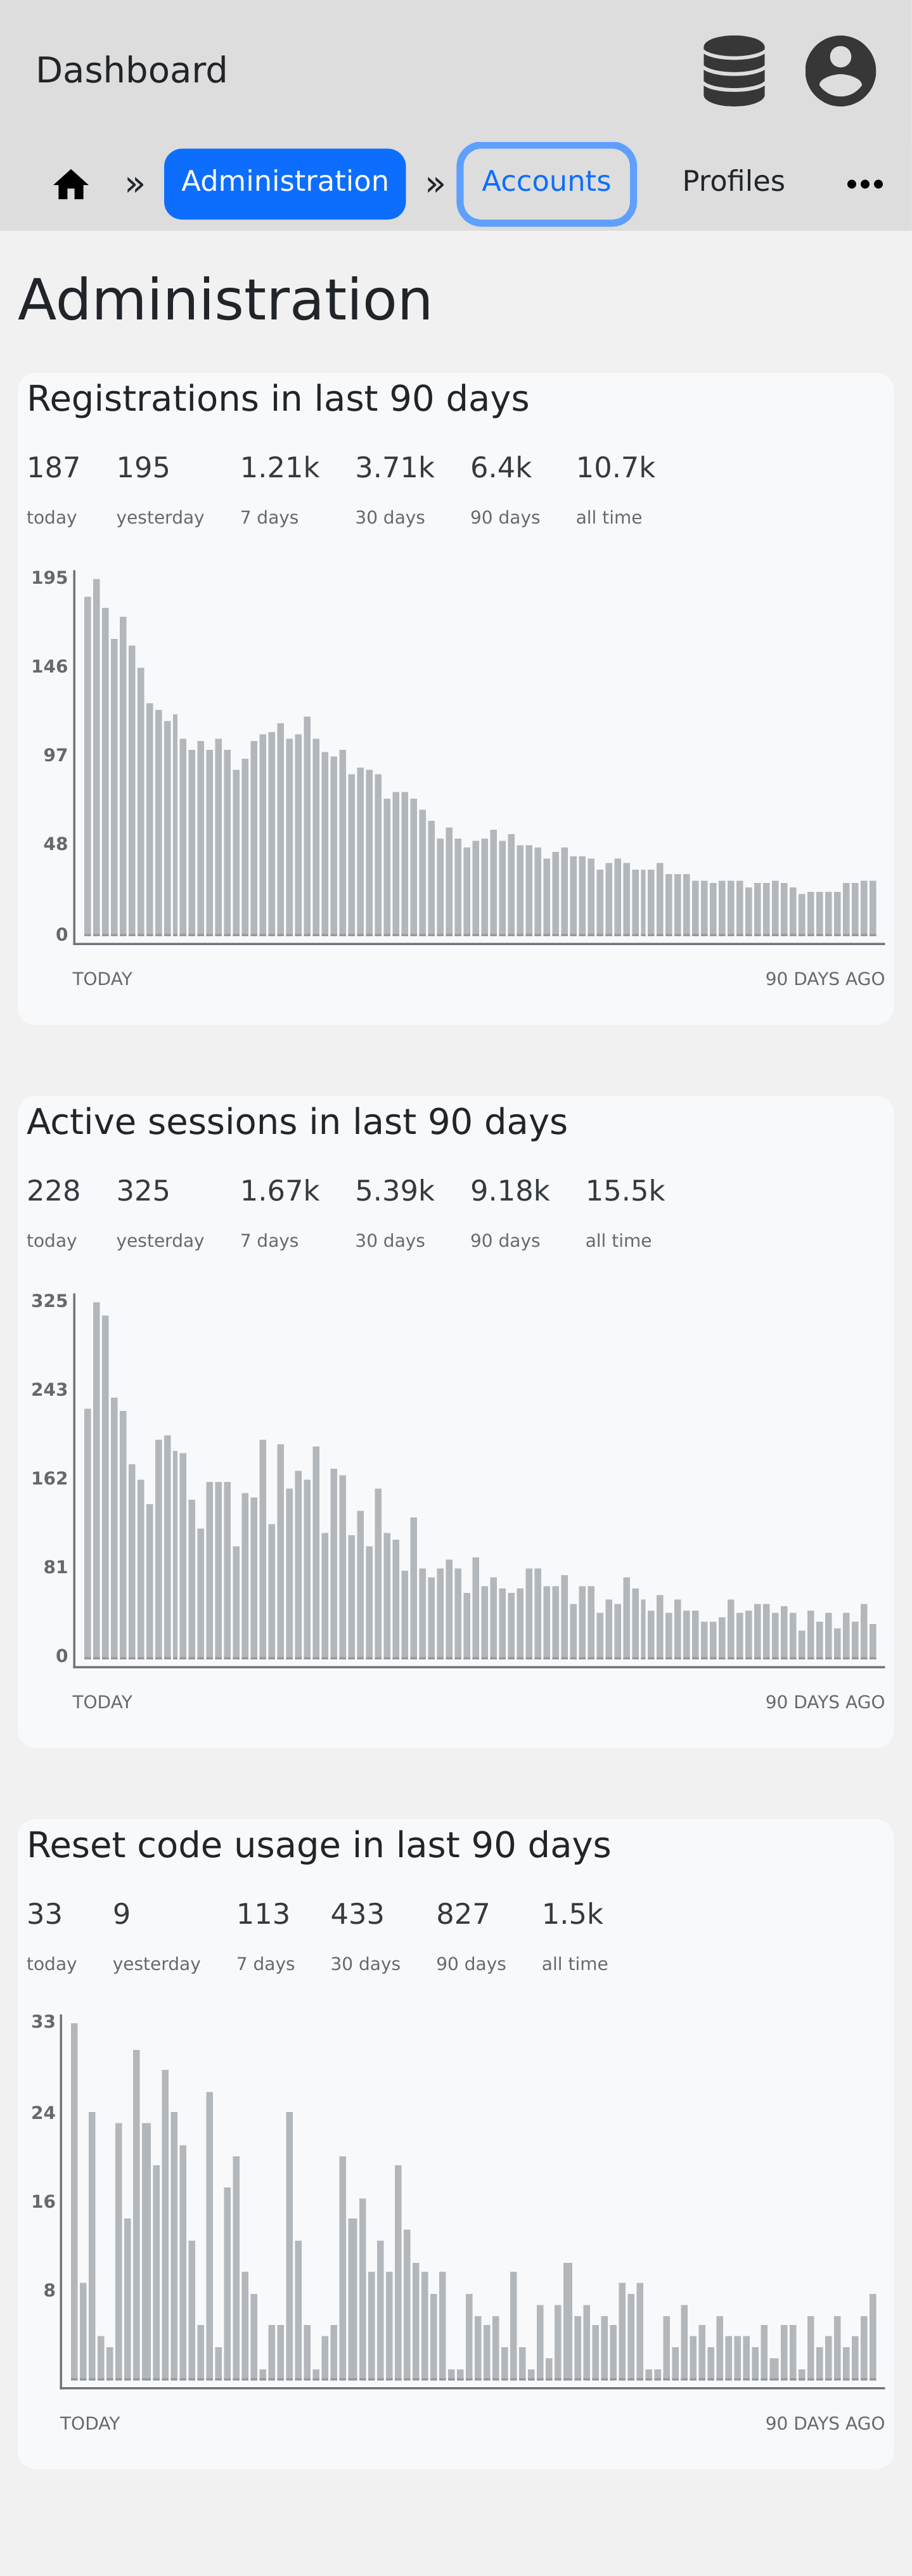 Dashboard
» Administration » Accounts Profiles •••
Administration
Registrations in last 90 days
187 195 1.21k 3.71k 6.4k 10.7k
today yesterday 7 days 30 days 90 days all time
195
146
97
48
0
TODAY 90 DAYS AGO
Active sessions in last 90 days
228 325 1.67k 5.39k 9.18k 15.5k
today yesterday 7 days 30 days 90 days all time
325
243
162
81
0
TODAY 90 DAYS AGO
Reset code usage in last 90 days
33 9 113 433 827 1.5k
today yesterday 7 days 30 days 90 days all time
33
24
16
8
TODAY 90 DAYS AGO